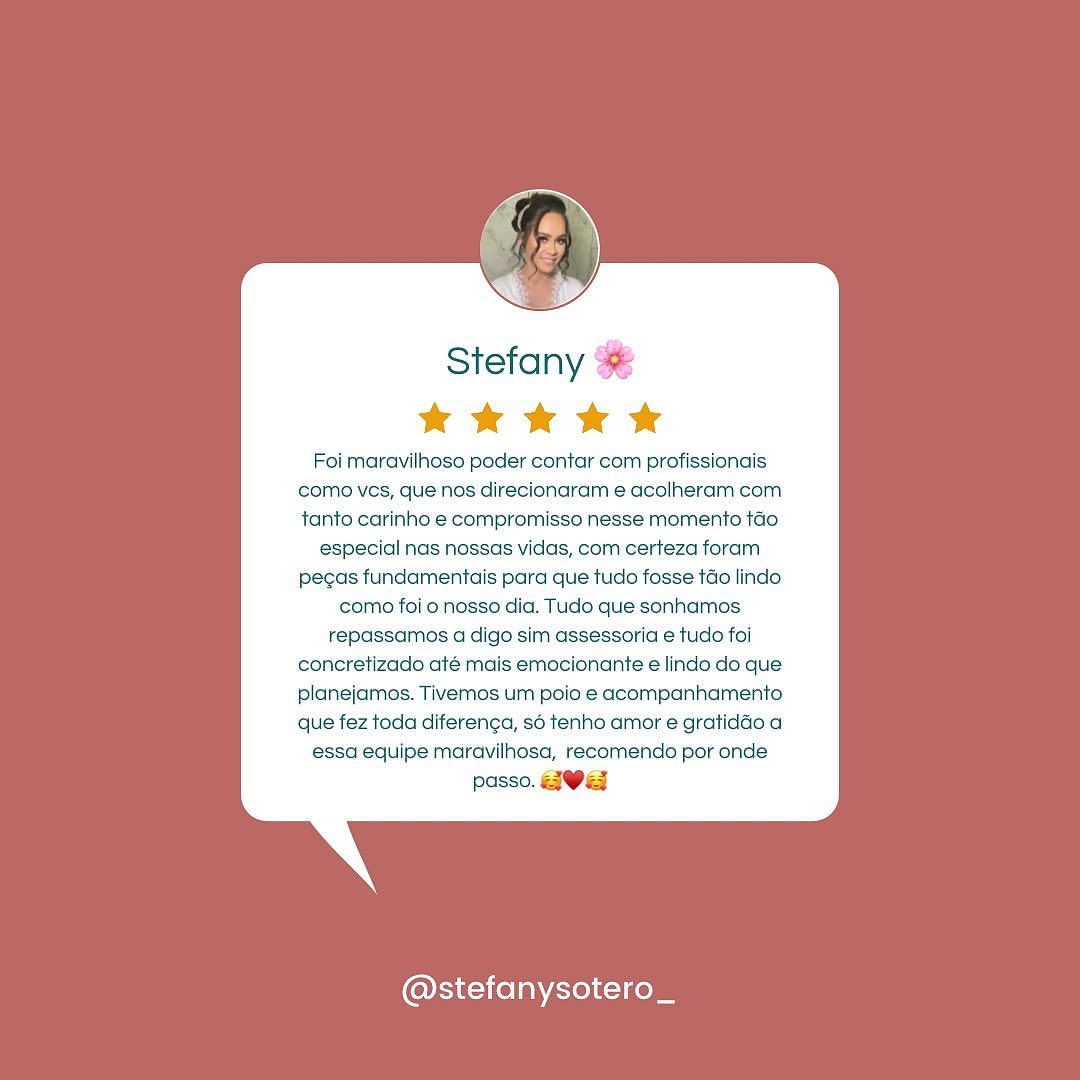 Stefany 🌸
Foi maravilhoso poder contar com profissionais
como vcs, que nos direcionaram e acolheram com
tanto carinho e compromisso nesse momento tão
especial nas nossas vidas, com certeza foram
peças fundamentais para que tudo fosse tão lindo
como foi o nosso dia. Tudo que sonhamos
repassamos a digo sim assessoria e tudo foi
concretizado até mais emocionante e lindo do que
planejamos. Tivemos um poio e acompanhamento
que fez toda diferença, só tenho amor e gratidão a
essa equipe maravilhosa,  recomendo por onde
passo. 🥰♥️🥰
@stefanysotero_